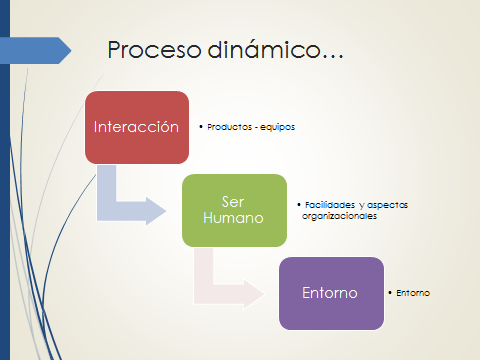 Proceso dinámico…
Interacción
• Productos - equipos
Ser
Humano
• Facilidades y aspectos
organizacionales
Entorno
• Entorno